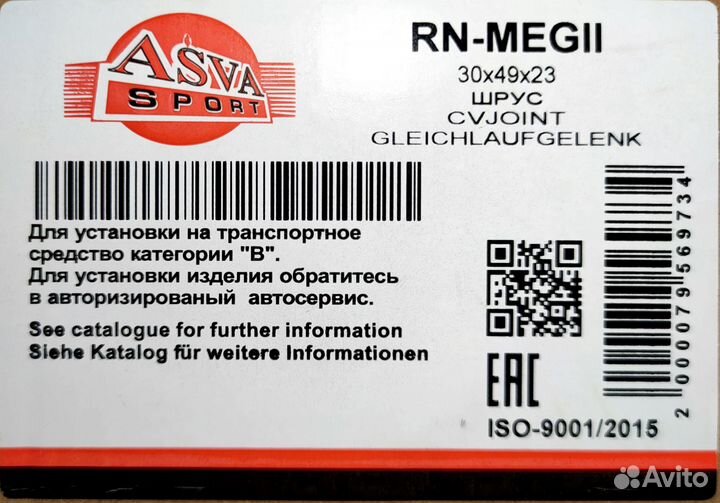 ASVA
SPORT
RN-MEGII
30x49x23
ШРУС
CVJOINT
GLEICHLAUFGELENK
Для установки на транспортное
средство категории "B".
Для установки изделия обратитесь
в авторизированый автосервис.
See catalogue for further information
Siehe Katalog für weitere Informationen
EAC
ISO-9001/2015
2000079569734
Avito